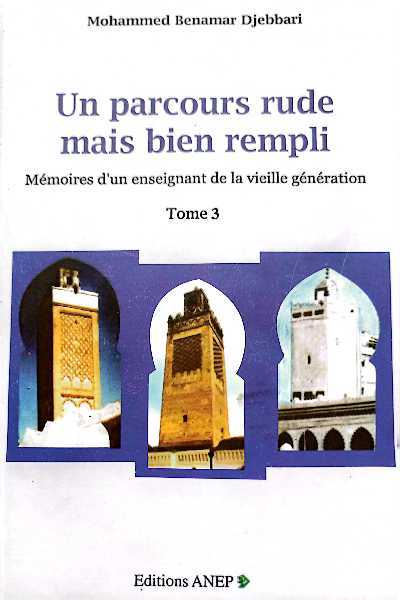 Mohammed Benamar Djebbari
Un parcours rude
mais bien rempli
Mémoires d'un enseignant de la vieille génération
Tome 3
Editions ANEP